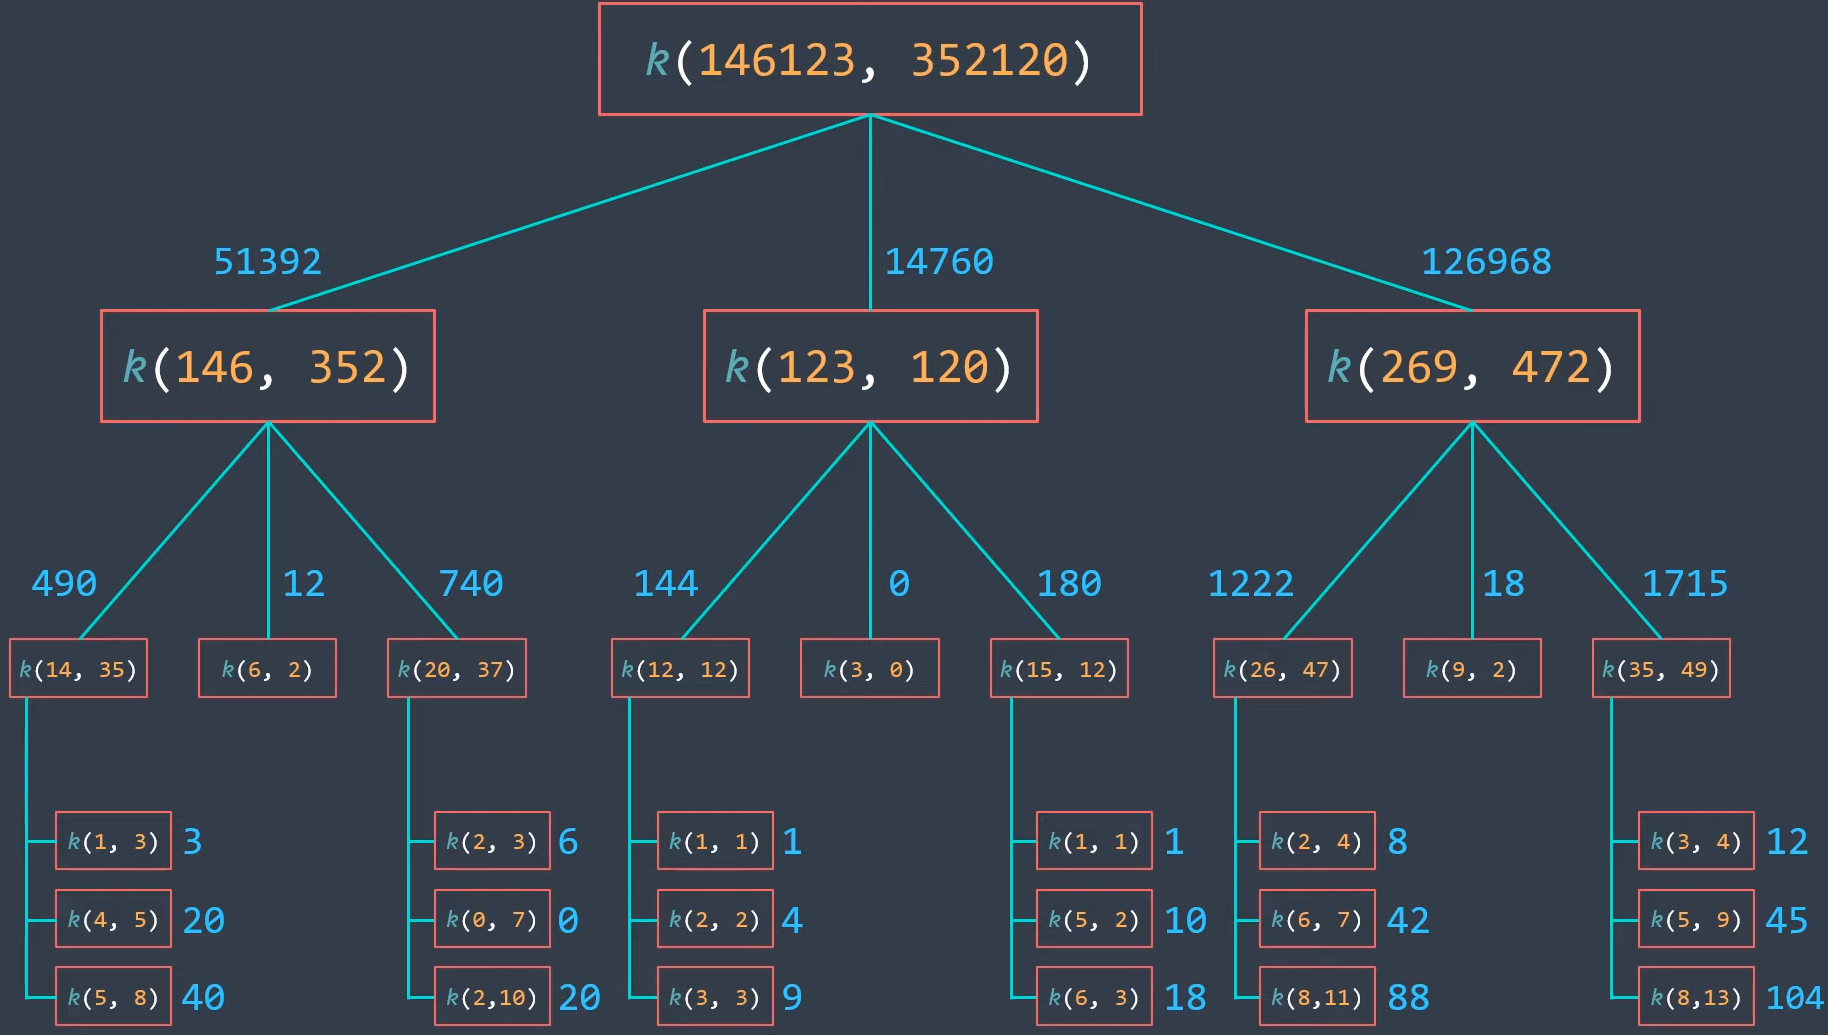 k(146123, 352120)
51392 14760 126968
k(146, 352) k(123, 120) k(269, 472)
490 12 740 144 0 180 1222 18 1715
k(14, 35) k(6, 2) k(20, 37) k(12, 12) k(3, 0) k(15, 12) k(26, 47) k(9, 2) k(35, 49)
k(1, 3) 3 k(2, 3) 6 k(1, 1) 1 k(1, 1) 1 k(2, 4) 8 k(3, 4) 12
k(4, 5) 20 k(0, 7) 0 k(2, 2) 4 k(5, 2) 10 k(6, 7) 42 k(5, 9) 45
k(5, 8) 40 k(2,10) 20 k(3, 3) 9 k(6, 3) 18 k(8,11) 88 k(8,13) 104